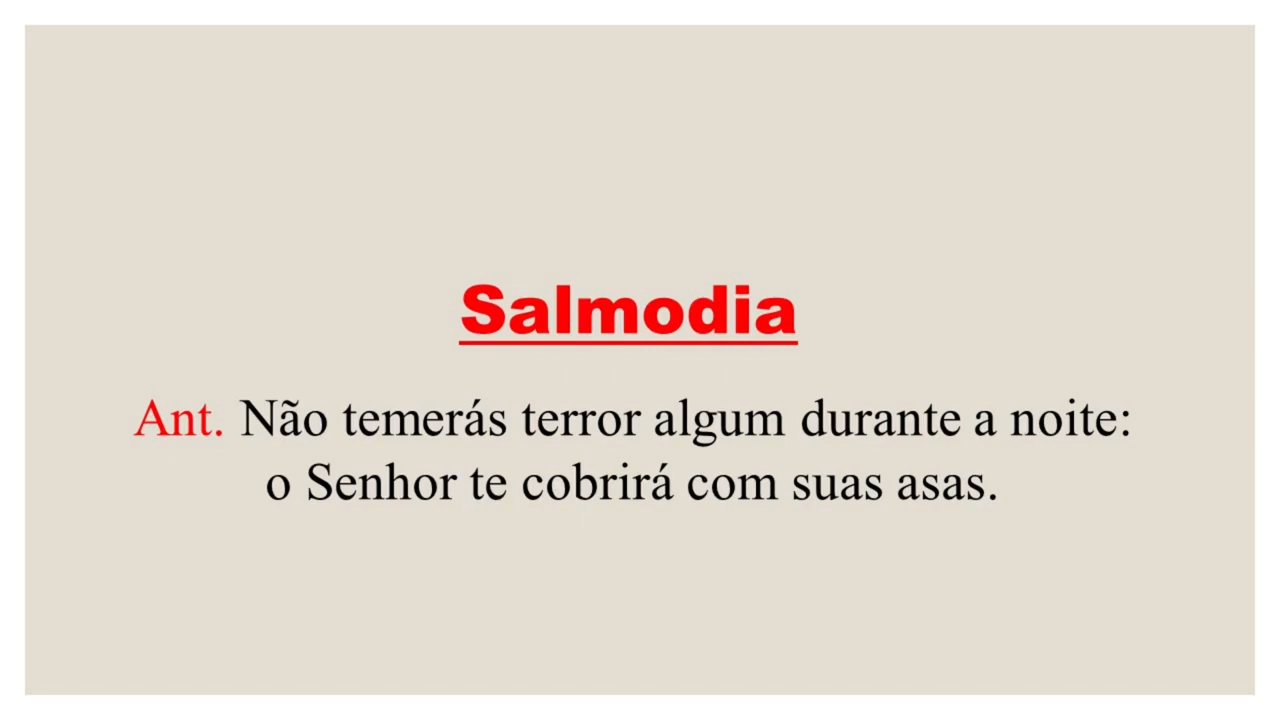 Salmodia
Ant. Não temerás terror algum durante a noite:
o Senhor te cobrirá com suas asas.